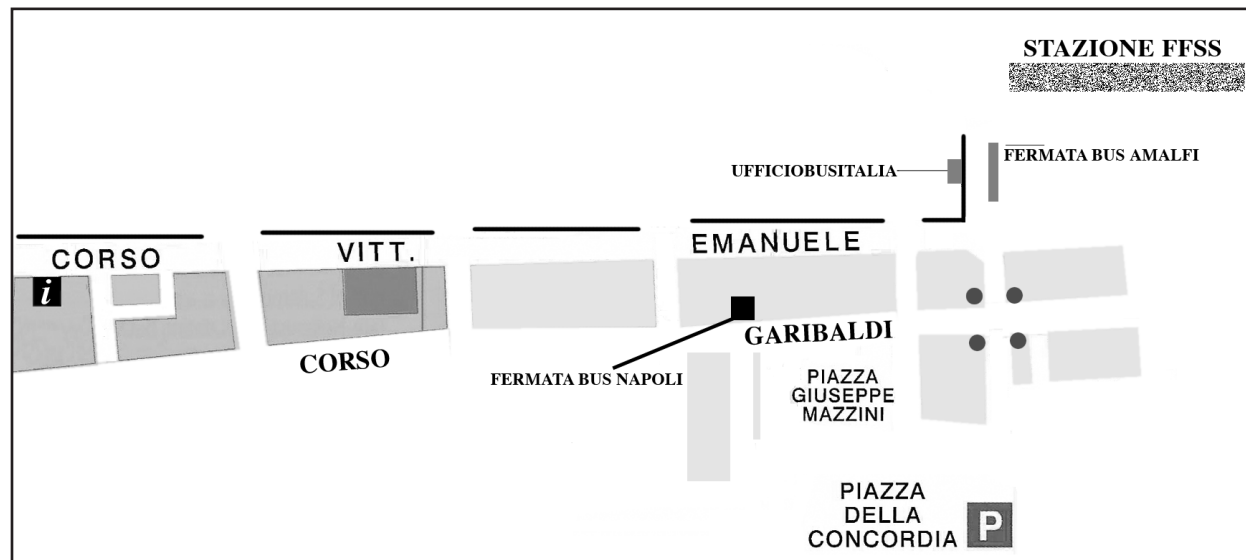 STAZIONE FFSS
FERMATA BUS AMALFI
UFFICIOBUSITALIA
CORSO
VITT.
EMANUELE
i
CORSO
GARIBALDI
FERMATA BUS NAPOLI
PIAZZA
GIUSEPPE
MAZZINI
PIAZZA
DELLA
CONCORDIA
P